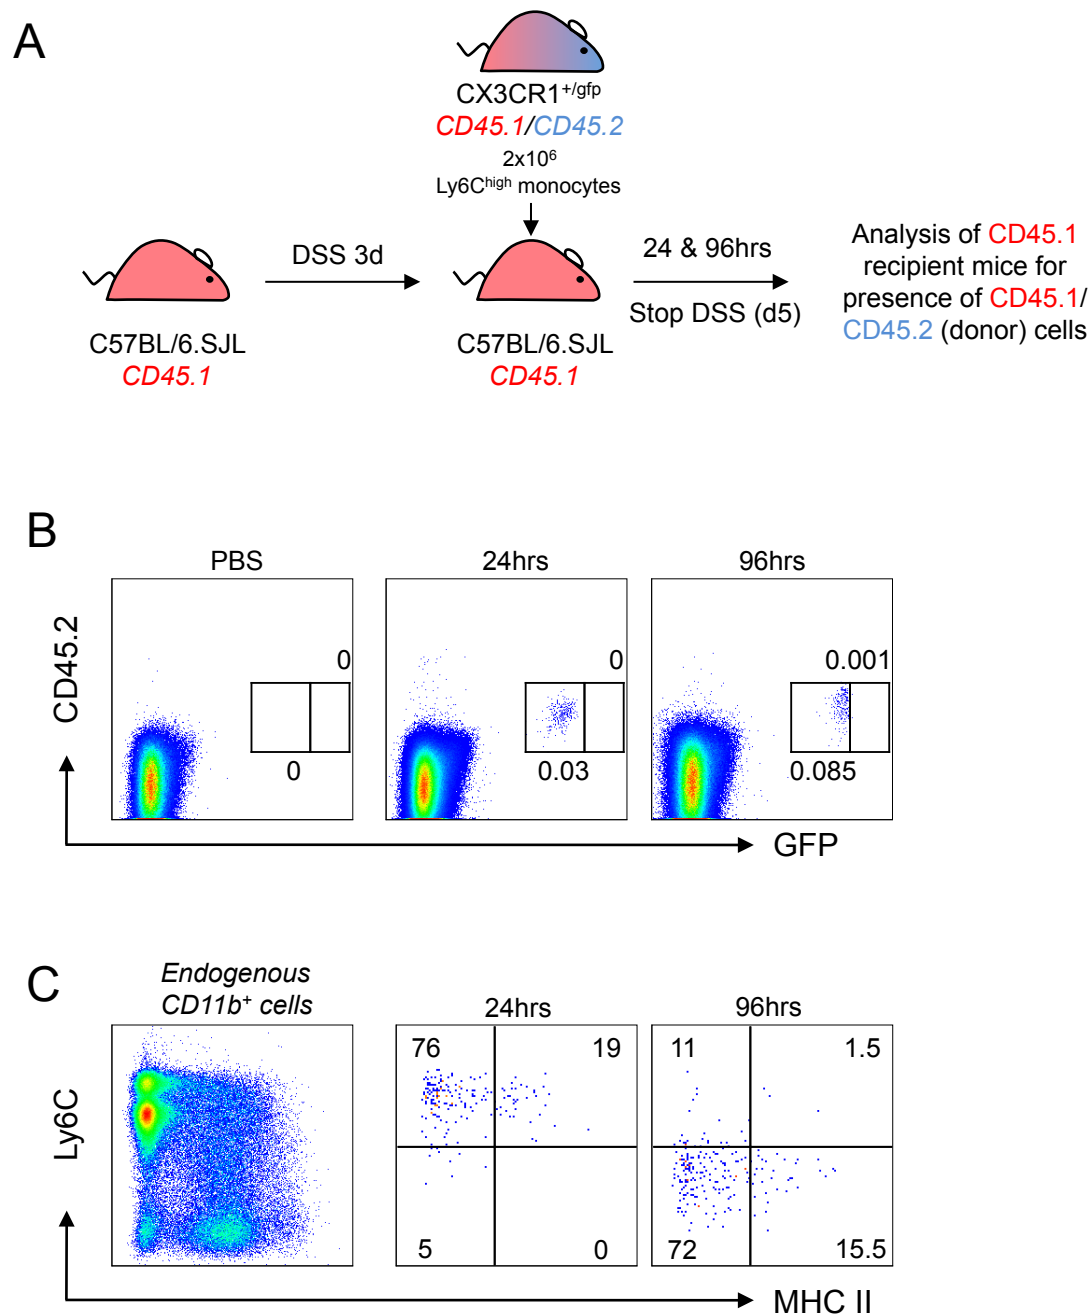 A
CX3CR1+/gfp
CD45.1/CD45.2
2x10⁶
Ly6Chigh monocytes
DSS 3d
24 & 96hrs
Stop DSS (d5)
Analysis of CD45.1
recipient mice for
presence of CD45.1/
CD45.2 (donor) cells
C57BL/6.SJL
CD45.1
C57BL/6.SJL
CD45.1
B
PBS
24hrs
96hrs
CD45.2
0
0
0
0.03
0.001
0.085
GFP
C
Endogenous
CD11b+ cells
24hrs
96hrs
Ly6C
76
19
5
0
11
1.5
72
15.5
MHC II